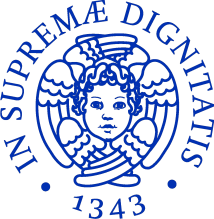 IN SUPREMÆ DIGNITATIS
1343